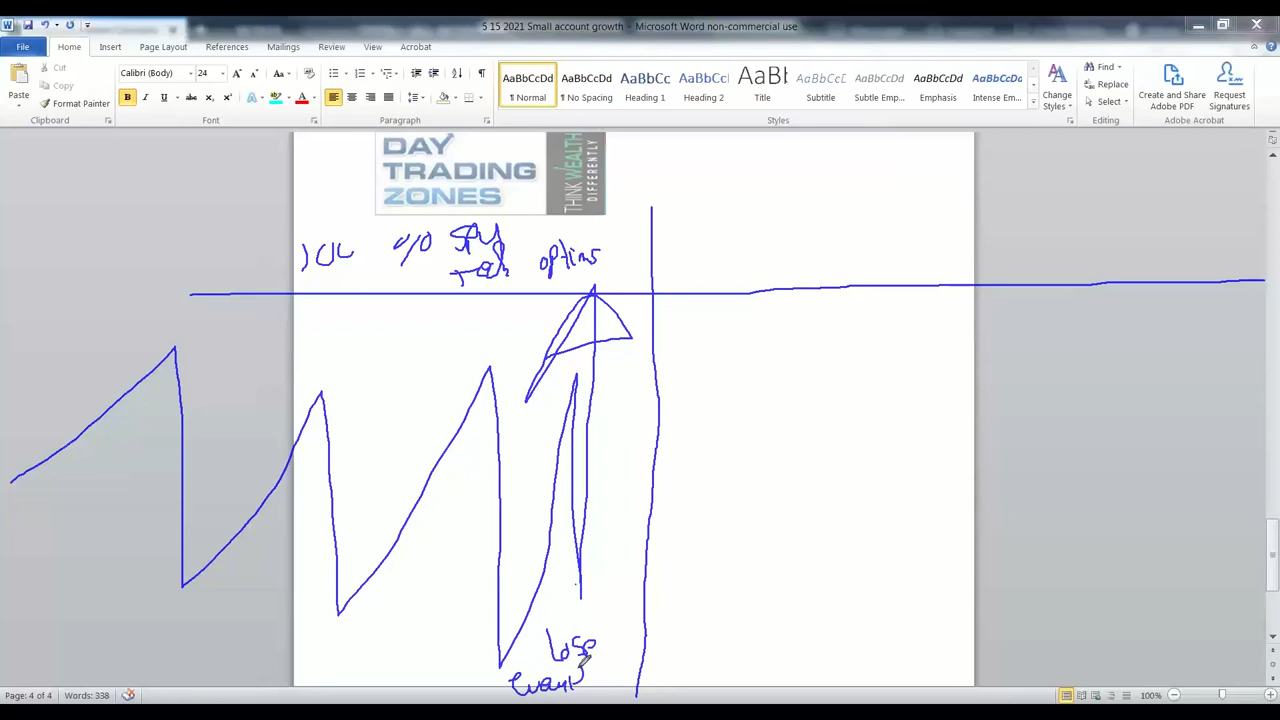 5 15 2021 Small account growth - Microsoft Word non-commercial use
File Home Insert Page Layout References Mailings Review View Acrobat
Paste
Cut
Copy
Format Painter
Clipboard
Calibri (Body) 24
B I U abc
Font
Paragraph
AaBbCcDd AaBbCcDd AaBbCc AaBbCc AaBb AaBbCcDd AaBbCcDd AaBbCcDd AaBbCcDd
¶ Normal ¶ No Spacing Heading 1 Heading 2 Title Subtitle Subtle Emp... Emphasis Intense Em...
Styles
Change Styles
Find
Replace
Select
Editing
Create and Share Adobe PDF
Request Signatures
Adobe Acrobat
DAY
TRADING
ZONES
THINK WEALTH
DIFFERENTLY
options
Lose
Page: 4 of 4 Words: 338 100%